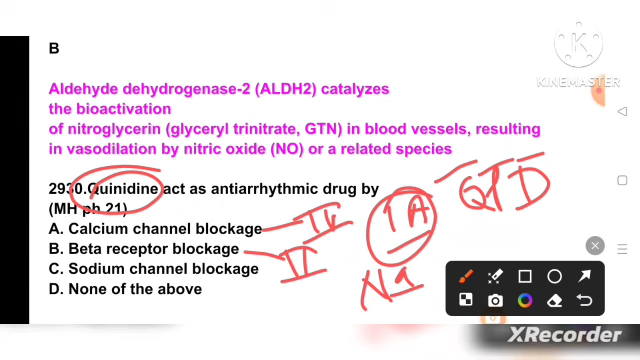 B
KINEMASTER
Aldehyde dehydrogenase-2 (ALDH2) catalyzes
the bioactivation
of nitroglycerin (glyceryl trinitrate, GTN) in blood vessels, resulting
in vasodilation by nitric oxide (NO) or a related species
2930.Quinidine act as antiarrhythmic drug by
(MH ph 21)
A. Calcium channel blockage
B. Beta receptor blockage
C. Sodium channel blockage
D. None of the above
IV
II
IA
QPD
Na
XRecorder